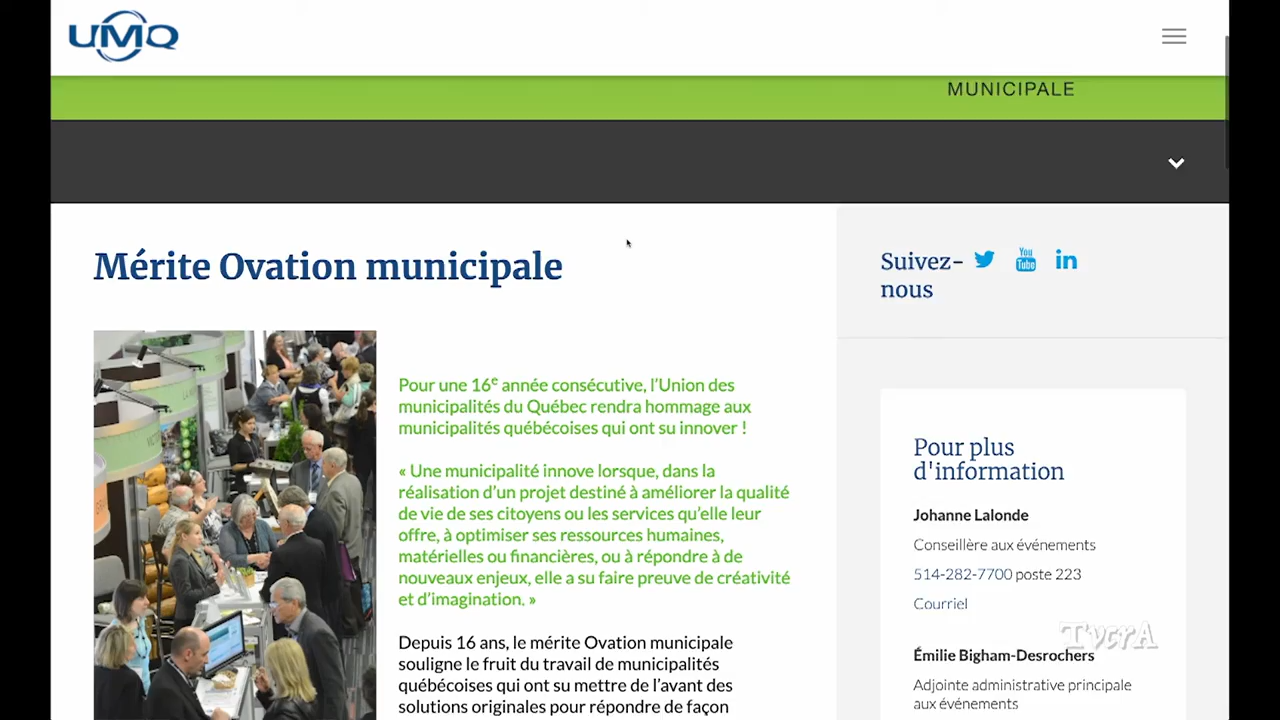 UMQ
MUNICIPALE
Mérite Ovation municipale
Suivez-
nous
You
Tube
in
Pour une 16e année consécutive, l'Union des
municipalités du Québec rendra hommage aux
municipalités québécoises qui ont su innover !
« Une municipalité innove lorsque, dans la
réalisation d'un projet destiné à améliorer la qualité
de vie de ses citoyens ou les services qu'elle leur
offre, à optimiser ses ressources humaines,
matérielles ou financières, ou à répondre à de
nouveaux enjeux, elle a su faire preuve de créativité
et d'imagination. »
Depuis 16 ans, le mérite Ovation municipale
souligne le fruit du travail de municipalités
québécoises qui ont su mettre de l'avant des
solutions originales pour répondre de façon
Pour plus
d'information
Johanne Lalonde
Conseillère aux événements
514-282-7700 poste 223
Courriel
TVcrA
Émilie Bigham-Desrochers
Adjointe administrative principale
aux événements